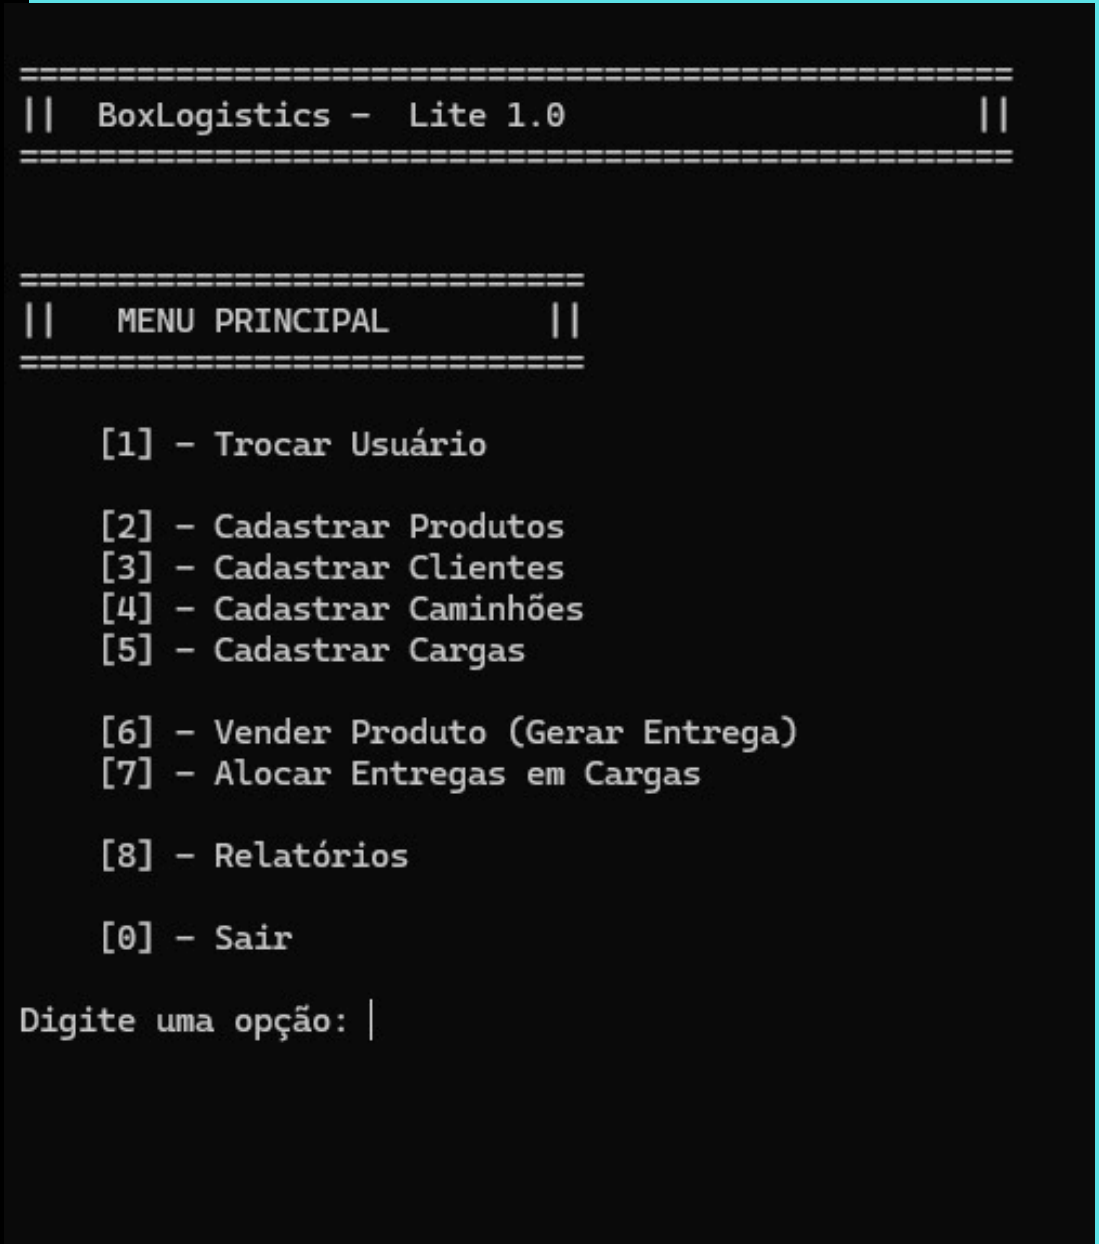 ===================================================
||  BoxLogistics -  Lite 1.0                     ||
===================================================
=============================
||   MENU PRINCIPAL        ||
=============================
[1] - Trocar Usuário
[2] - Cadastrar Produtos
[3] - Cadastrar Clientes
[4] - Cadastrar Caminhões
[5] - Cadastrar Cargas
[6] - Vender Produto (Gerar Entrega)
[7] - Alocar Entregas em Cargas
[8] - Relatórios
[0] - Sair
Digite uma opção: